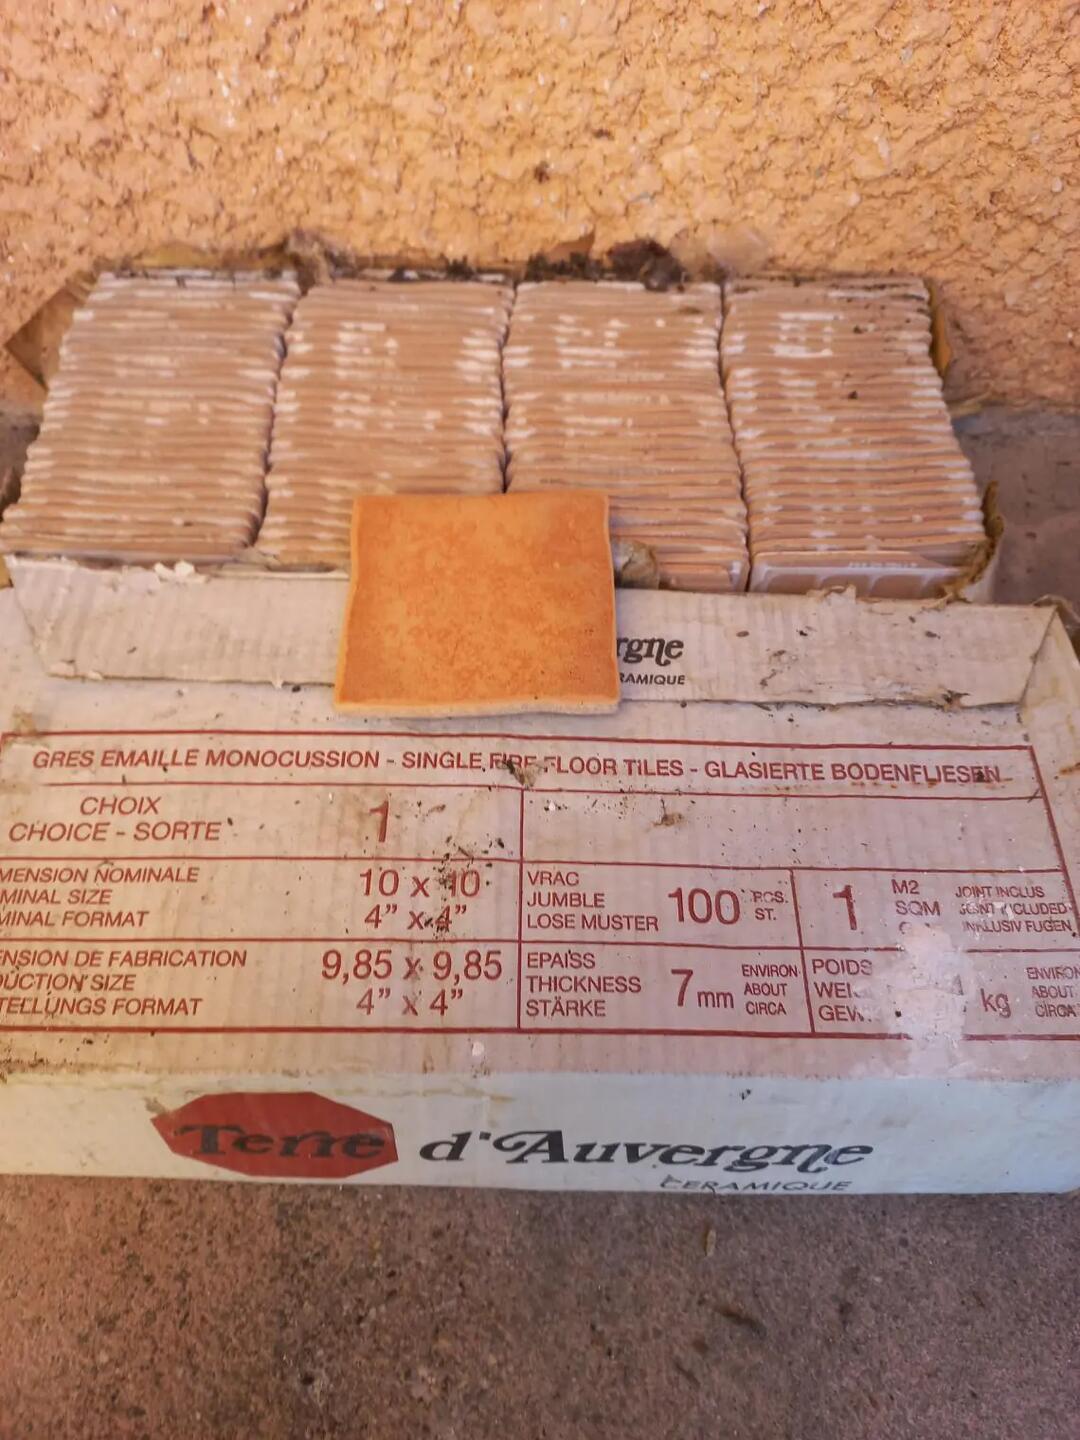 rgne
RAMIQUE
GRES EMAILLE MONOCUSSION - SINGLE FIRE FLOOR TILES - GLASIERTE BODENFLIESEN
CHOIX
CHOICE - SORTE
1
MENSION NOMINALE
MINAL SIZE
MINAL FORMAT
10 x 10
4" x 4"
VRAC
JUMBLE
LOSE MUSTER
100
PCS.
ST.
1
M2
SQM
JOINT INCLUS
JOINT INCLUDED
INKLUSIV FUGEN
ENSION DE FABRICATION
DUCTION SIZE
TELLUNGS FORMAT
9,85 x 9,85
4" x 4"
EPAISS
THICKNESS
STÄRKE
7 mm
ENVIRON
ABOUT
CIRCA
POIDS
WEI
GEW
kg
ENVIRON
ABOUT
CIRCA
Terre d'Auvergne
CERAMIQUE